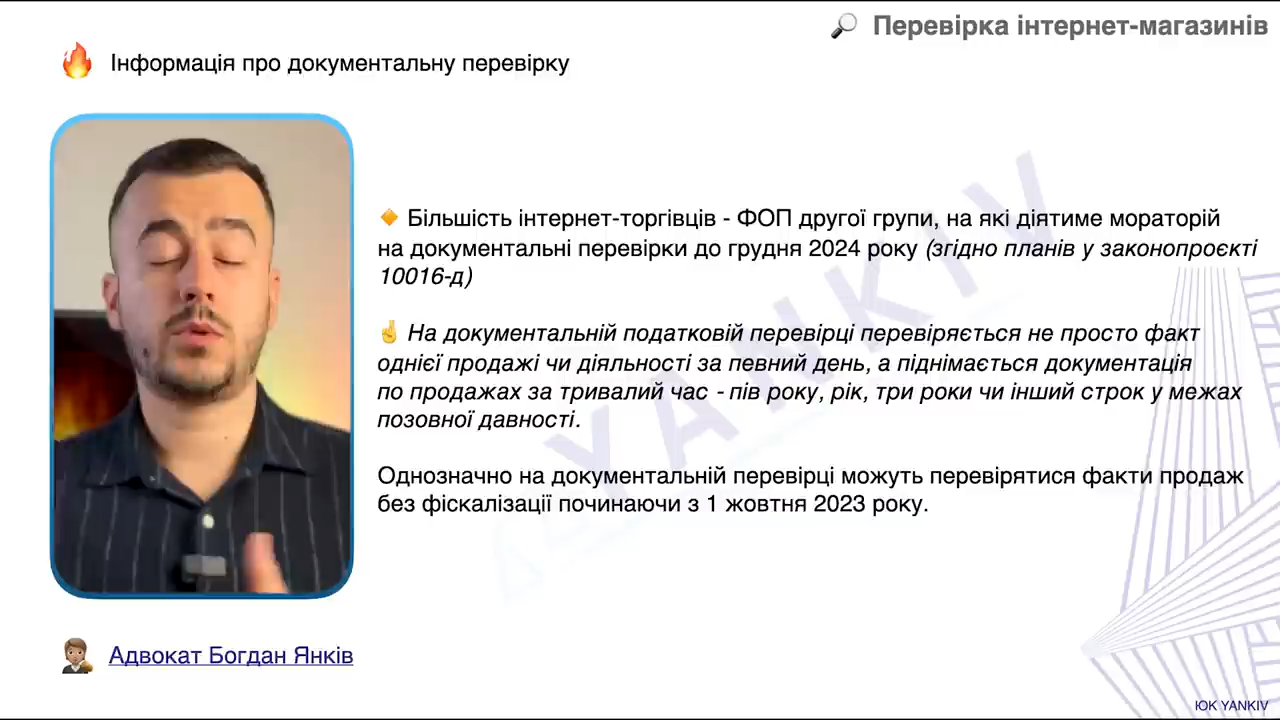 Перевірка інтернет-магазинів
Інформація про документальну перевірку
Більшість інтернет-торгівців - ФОП другої групи, на які діятиме мораторій
на документальні перевірки до грудня 2024 року (згідно планів у законопроєкті
10016-д)
На документальній податковій перевірці перевіряється не просто факт
однієї продажі чи діяльності за певний день, а піднімається документація
по продажах за тривалий час - пів року, рік, три роки чи інший строк у межах
позовної давності.
Однозначно на документальній перевірці можуть перевірятися факти продаж
без фіскалізації починаючи з 1 жовтня 2023 року.
YANKIV
Адвокат Богдан Янків
ЮК YANKIV